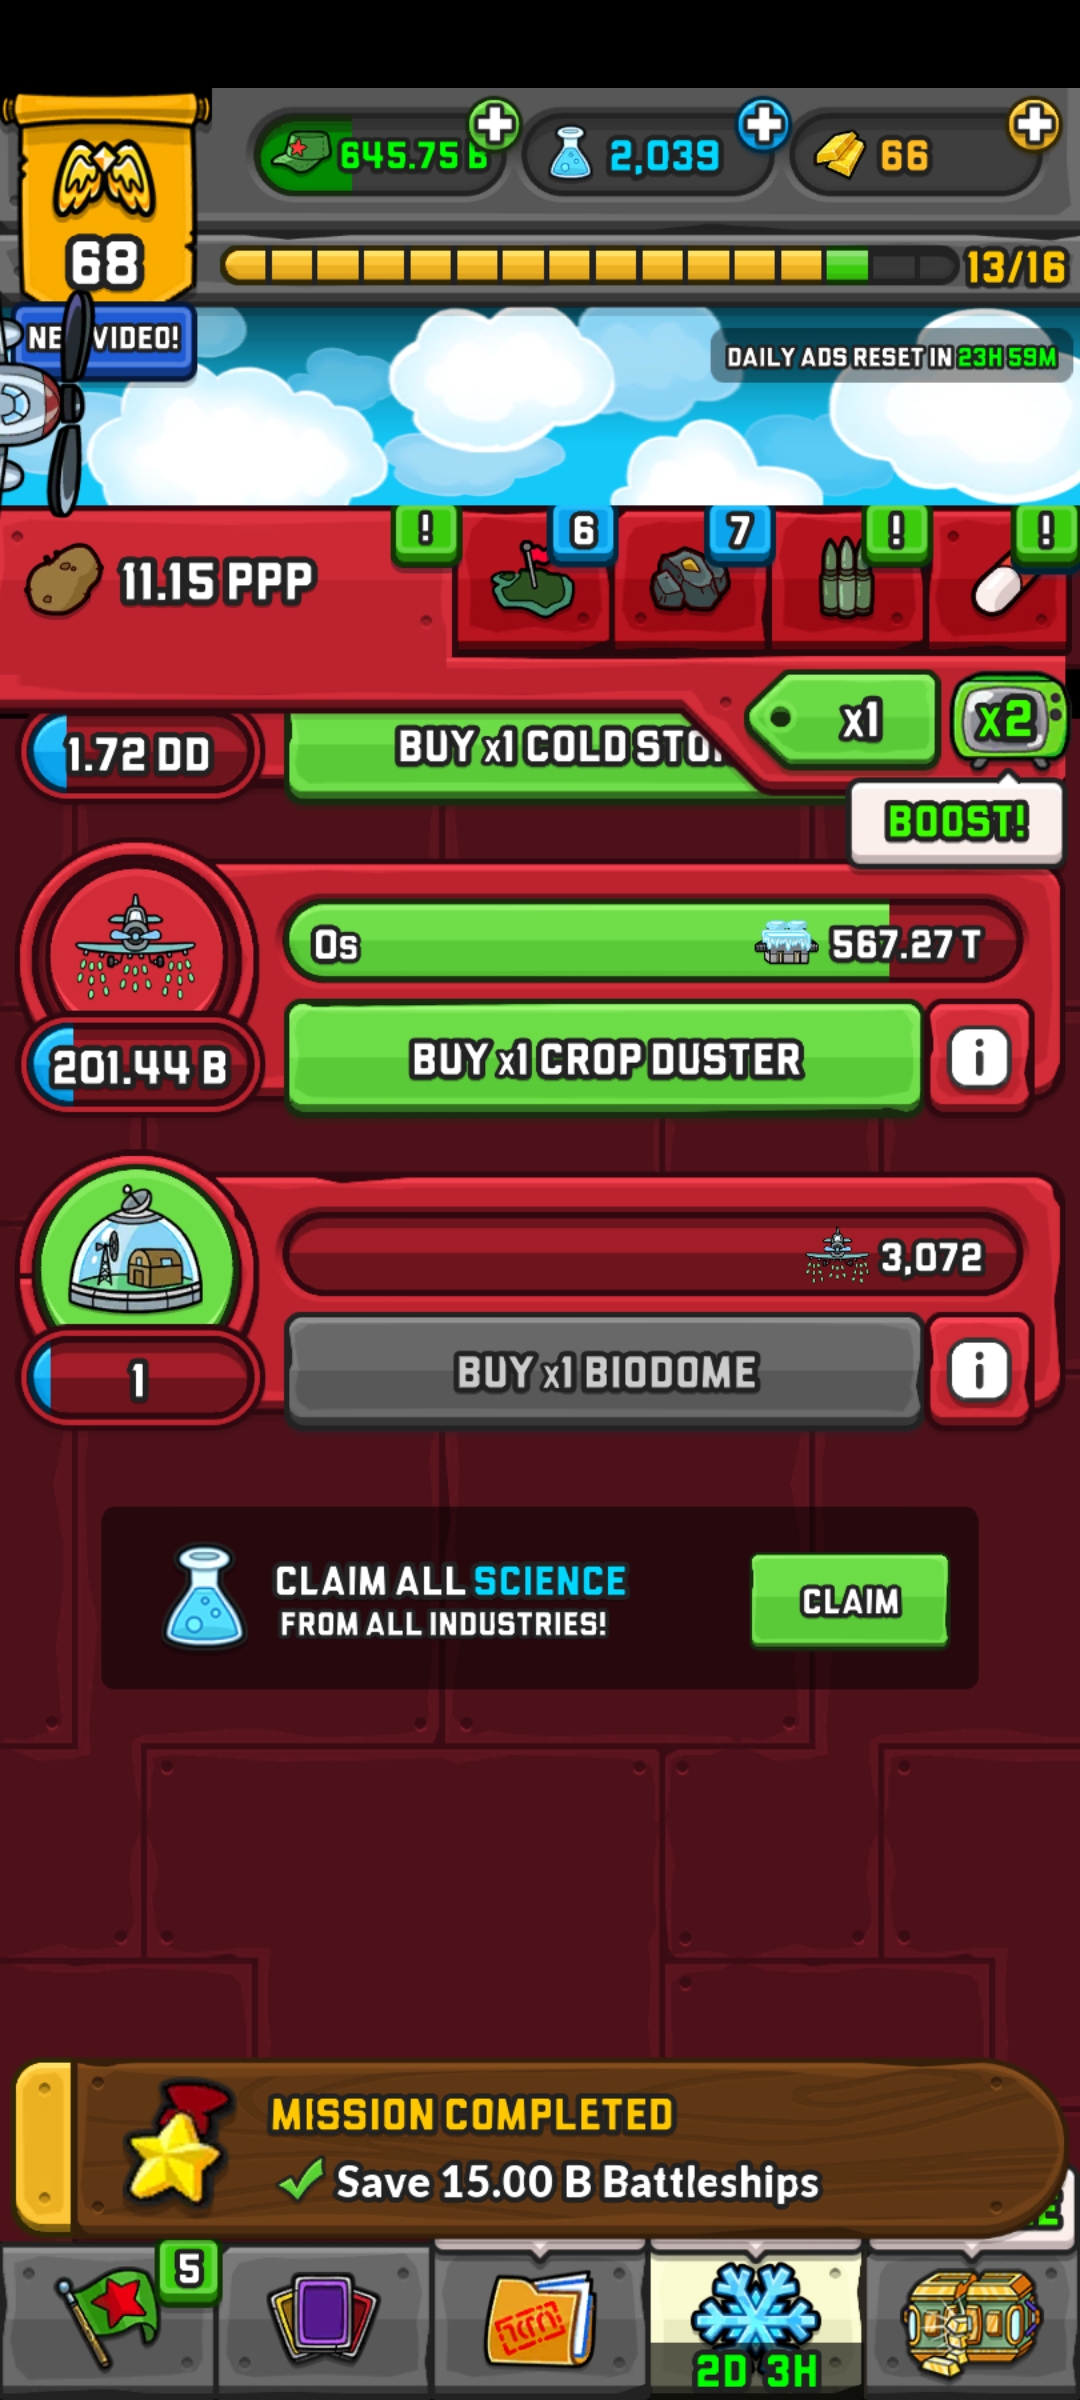 645.75 B
2,039
66
68
13/16
NEW VIDEO!
DAILY ADS RESET IN 23H 59M
11.15 PPP
!
6
7
!
!
x1
x2
1.72 DD
BUY x1 COLD STO
BOOST!
0s
567.27 T
201.44 B
BUY x1 CROP DUSTER
i
3,072
1
BUY x1 BIODOME
i
CLAIM ALL SCIENCE
FROM ALL INDUSTRIES!
CLAIM
MISSION COMPLETED
Save 15.00 B Battleships
5
2D 3H